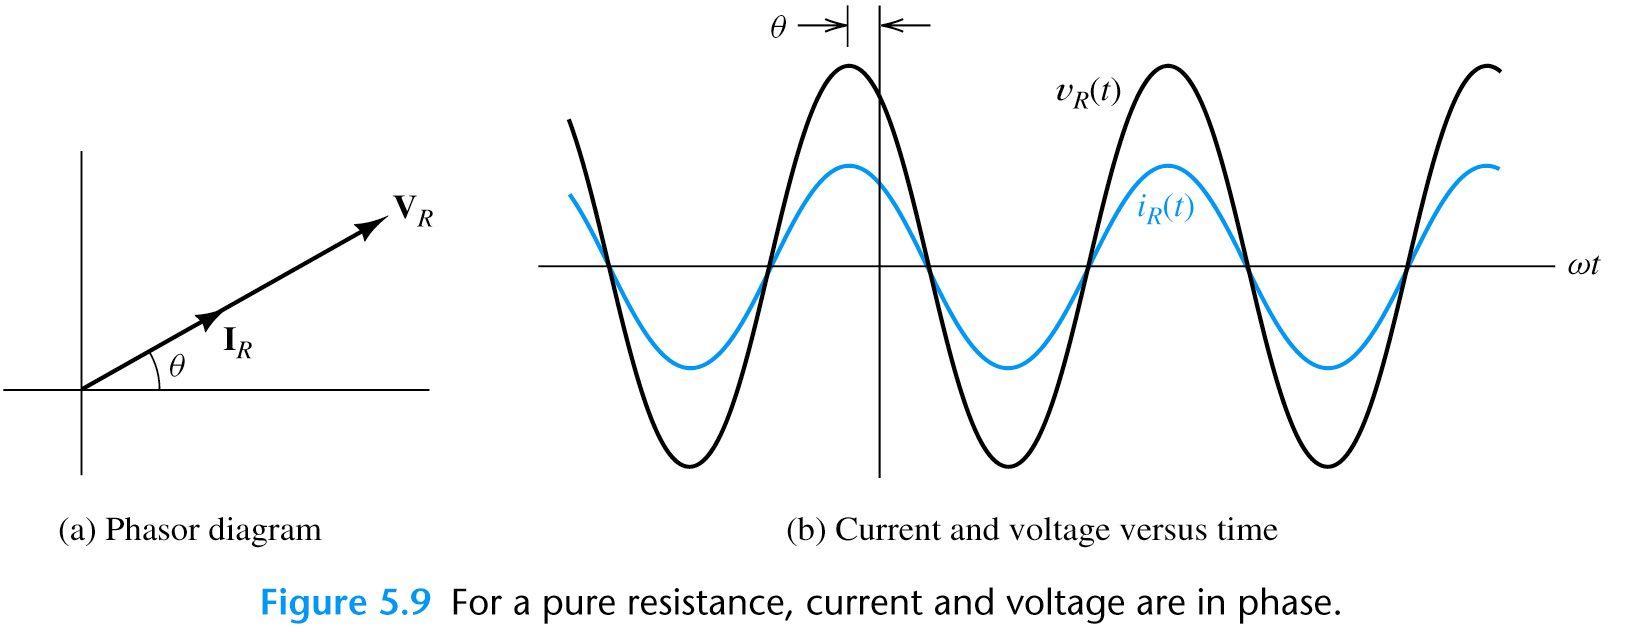 V_R
I_R
θ
(a) Phasor diagram
θ
v_R(t)
i_R(t)
ωt
(b) Current and voltage versus time
Figure 5.9 For a pure resistance, current and voltage are in phase.